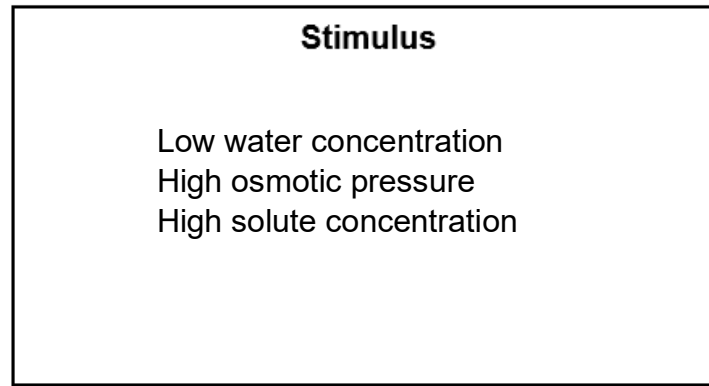 Stimulus
Low water concentration
High osmotic pressure
High solute concentration